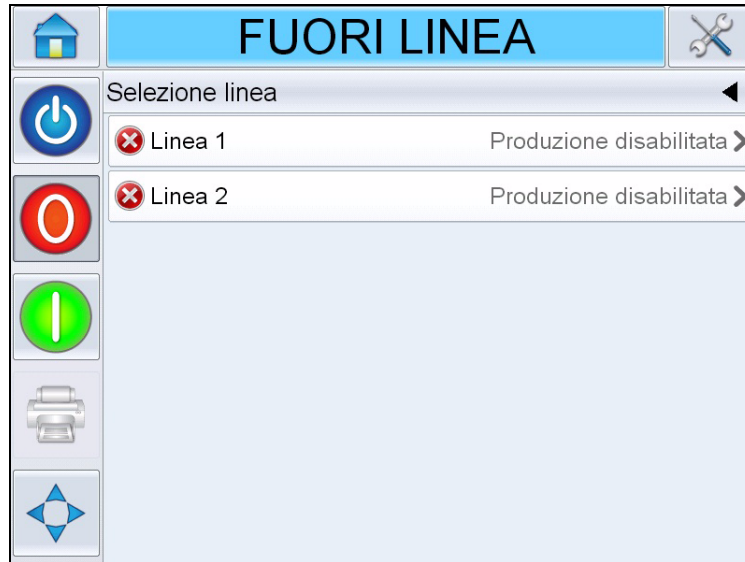 FUORI LINEA
Selezione linea
Linea 1 Produzione disabilitata
Linea 2 Produzione disabilitata